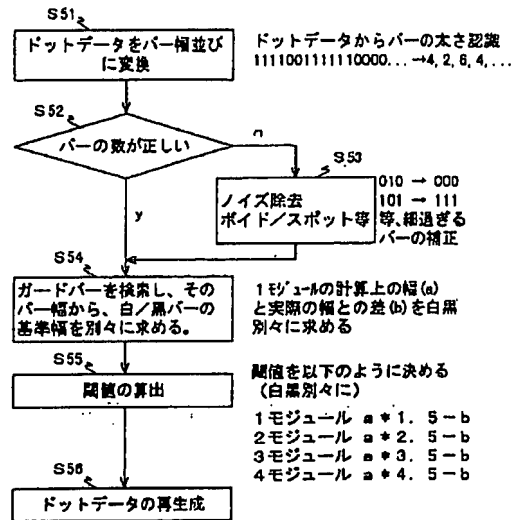 S51
ドットデータをバー幅並び
に変換
ドットデータからバーの太さ認識
1111001111110000...→4,2,6,4,...
S52
バーの数が正しい
n
y
S53
ノイズ除去
ボイド/スポット等
010 → 000
101 → 111
等、細過ぎる
バーの補正
S54
ガードバーを検索し、その
バー幅から、白/黒バーの
基準幅を別々に求める。
1モジュールの計算上の幅(a)
と実際の幅との差(b)を白黒
別々に求める
S55
閾値の算出
閾値を以下のように決める
(白黒別々に)
1モジュール a*1.5-b
2モジュール a*2.5-b
3モジュール a*3.5-b
4モジュール a*4.5-b
S56
ドットデータの再生成